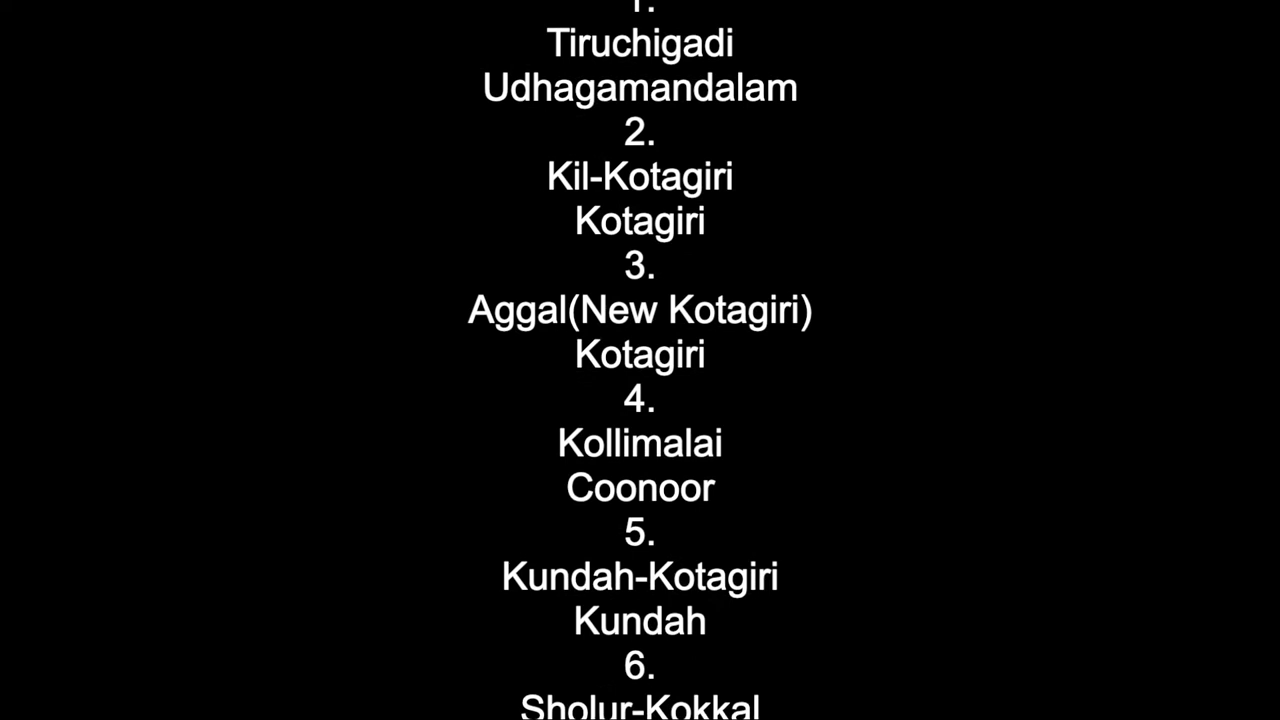 1.
Tiruchigadi
Udhagamandalam
2.
Kil-Kotagiri
Kotagiri
3.
Aggal(New Kotagiri)
Kotagiri
4.
Kollimalai
Coonoor
5.
Kundah-Kotagiri
Kundah
6.
Sholur-Kokkal